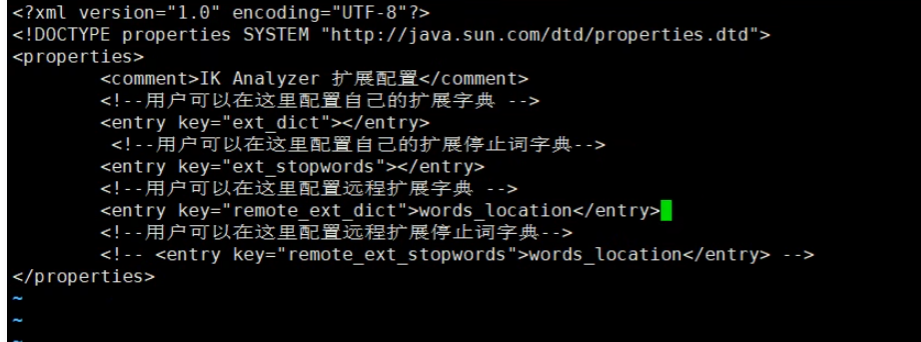 <?xml version="1.0" encoding="UTF-8"?>
<!DOCTYPE properties SYSTEM "http://java.sun.com/dtd/properties.dtd">
<properties>
        <comment>IK Analyzer 扩展配置</comment>
        <!--用户可以在这里配置自己的扩展字典 -->
        <entry key="ext_dict"></entry>
         <!--用户可以在这里配置自己的扩展停止词字典-->
        <entry key="ext_stopwords"></entry>
        <!--用户可以在这里配置远程扩展字典 -->
        <entry key="remote_ext_dict">words_location</entry>
        <!--用户可以在这里配置远程扩展停止词字典-->
        <!-- <entry key="remote_ext_stopwords">words_location</entry> -->
</properties>
~
~
~